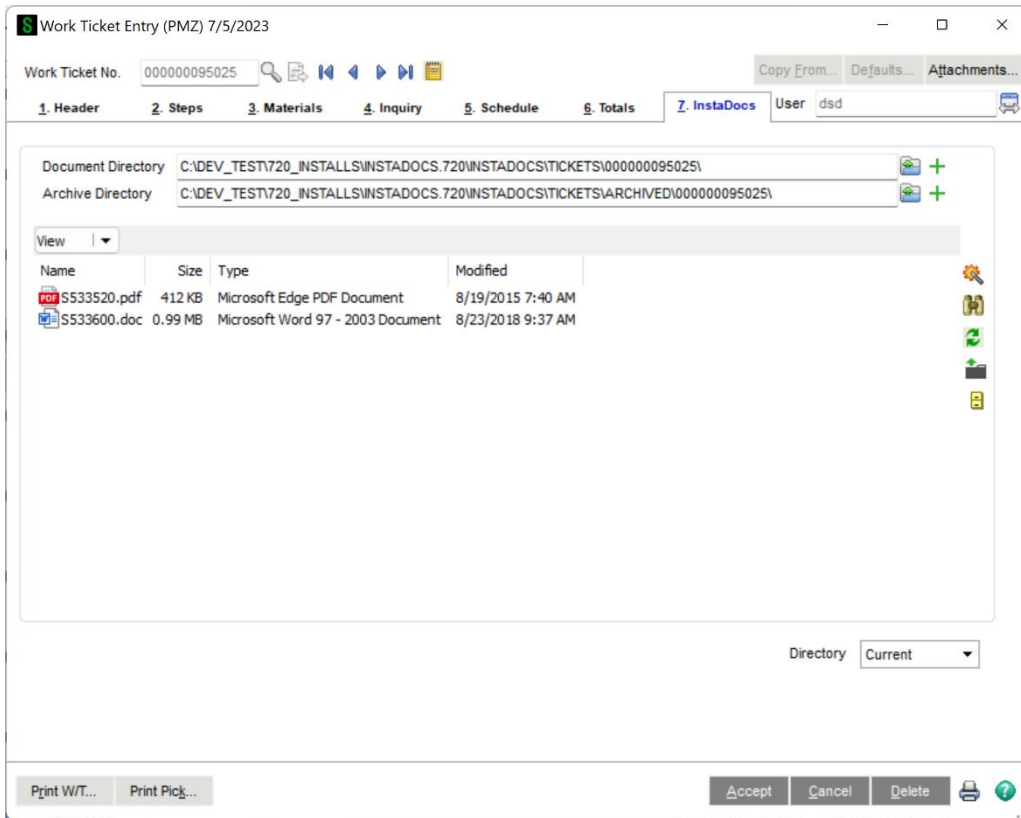 Work Ticket Entry (PMZ) 7/5/2023
Work Ticket No. 000000095025 Copy From... Defaults... Attachments...
1. Header 2. Steps 3. Materials 4. Inquiry 5. Schedule 6. Totals 7. InstaDocs User dsd
Document Directory C:\DEV_TEST\720_INSTALLS\INSTADOCS.720\INSTADOCS\TICKETS\000000095025\
Archive Directory C:\DEV_TEST\720_INSTALLS\INSTADOCS.720\INSTADOCS\TICKETS\ARCHIVED\000000095025\
View
Name Size Type Modified
PDF S533520.pdf 412 KB Microsoft Edge PDF Document 8/19/2015 7:40 AM
S533600.doc 0.99 MB Microsoft Word 97 - 2003 Document 8/23/2018 9:37 AM
Directory Current
Print W/T... Print Pick... Accept Cancel Delete